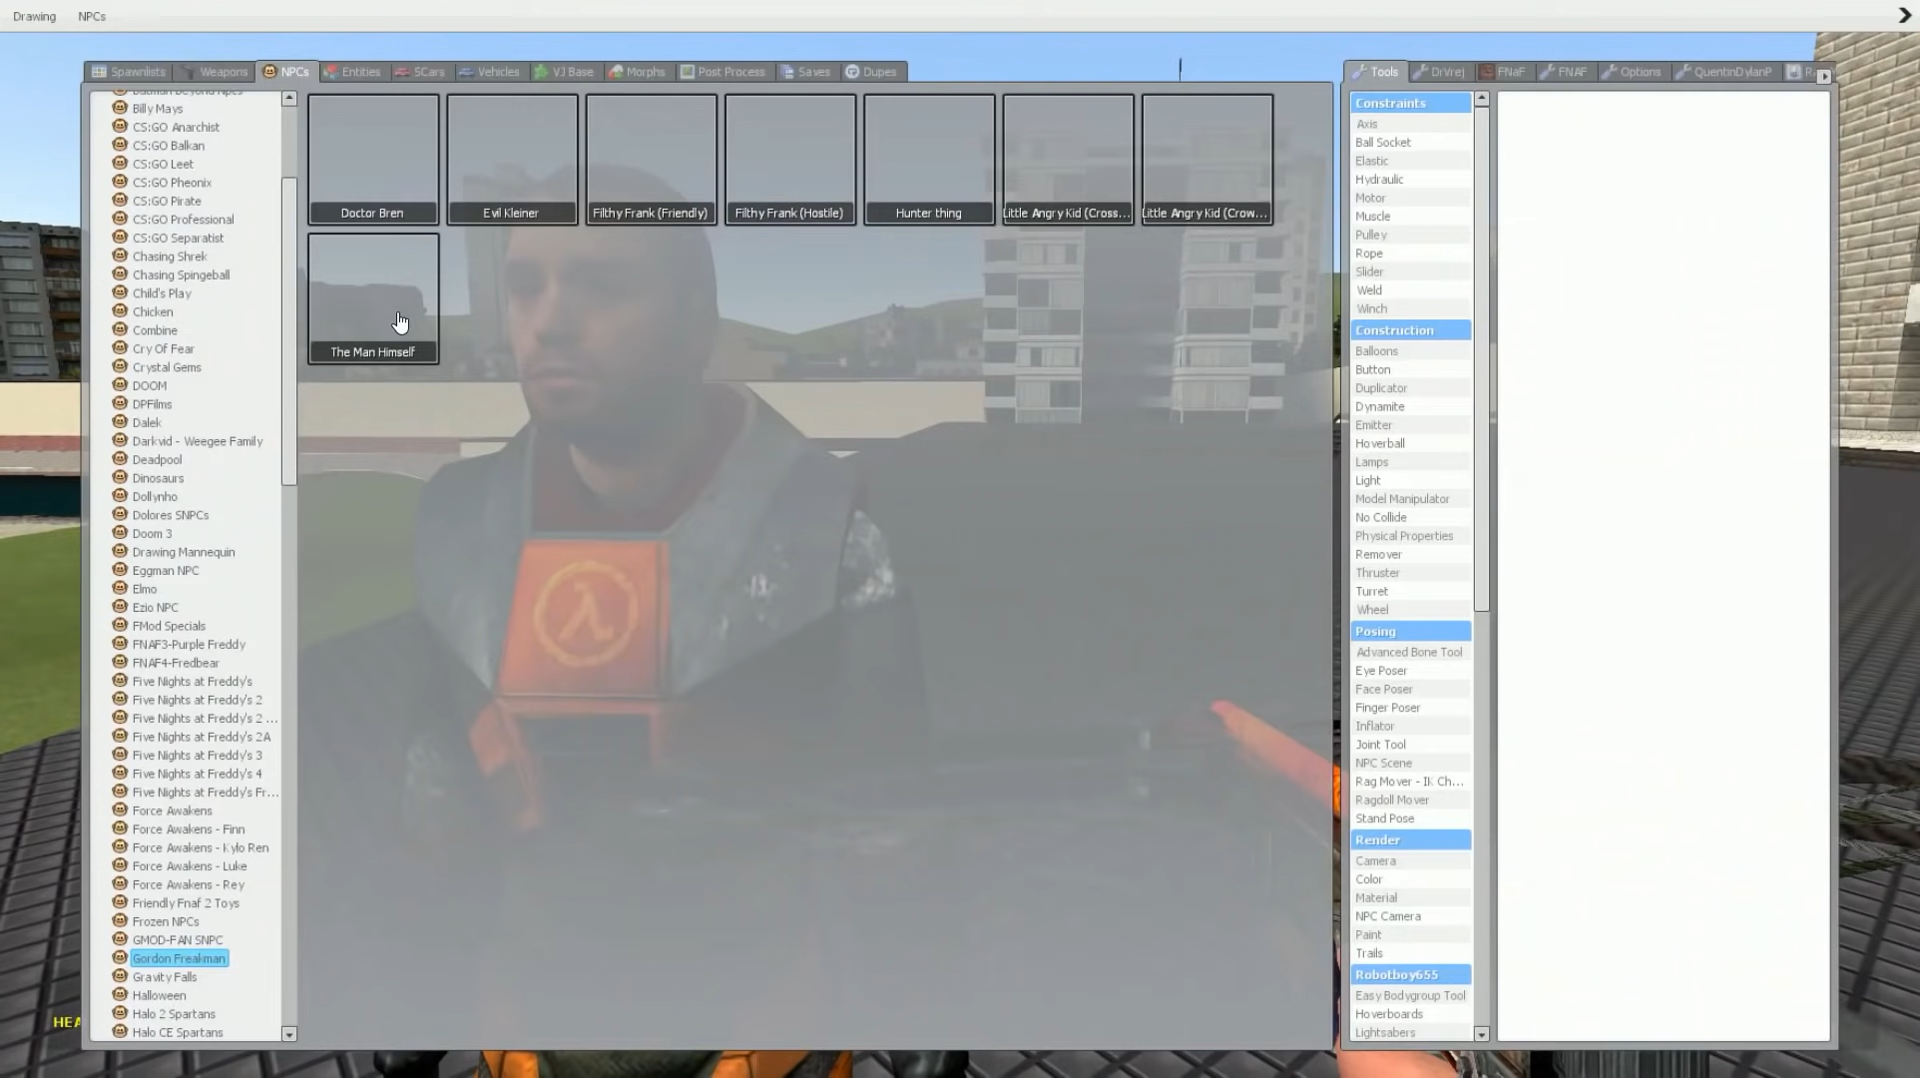 Drawing NPCs
Spawnlists Weapons NPCs Entities SCars Vehicles VJ Base Morphs Post Process Saves Dupes
Billy Mays
CS:GO Anarchist
CS:GO Balkan
CS:GO Leet
CS:GO Pheonix
CS:GO Pirate
CS:GO Professional
CS:GO Separatist
Chasing Shrek
Chasing Spingeball
Child's Play
Chicken
Combine
Cry Of Fear
Crystal Gems
DOOM
DPFilms
Dalek
Darkvid - Weegee Family
Deadpool
Dinosaurs
Dollynho
Dolores SNPCs
Doom 3
Drawing Mannequin
Eggman NPC
Elmo
Ezio NPC
FMod Specials
FNAF3-Purple Freddy
FNAF4-Fredbear
Five Nights at Freddy's
Five Nights at Freddy's 2
Five Nights at Freddy's 2 ...
Five Nights at Freddy's 2A
Five Nights at Freddy's 3
Five Nights at Freddy's 4
Five Nights at Freddy's Fr...
Force Awakens
Force Awakens - Finn
Force Awakens - Kylo Ren
Force Awakens - Luke
Force Awakens - Rey
Friendly Fnaf 2 Toys
Frozen NPCs
GMOD-FAN SNPC
Gordon Freakman
Gravity Falls
Halloween
Halo 2 Spartans
Halo CE Spartans
HEA
Doctor Bren
Evil Kleiner
Filthy Frank (Friendly)
Filthy Frank (Hostile)
Hunter thing
Little Angry Kid (Cross...
Little Angry Kid (Crow...
The Man Himself
Tools DrVrej FNaF FNAF Options QuentinDylanP
Constraints
Axis
Ball Socket
Elastic
Hydraulic
Motor
Muscle
Pulley
Rope
Slider
Weld
Winch
Construction
Balloons
Button
Duplicator
Dynamite
Emitter
Hoverball
Lamps
Light
Model Manipulator
No Collide
Physical Properties
Remover
Thruster
Turret
Wheel
Posing
Advanced Bone Tool
Eye Poser
Face Poser
Finger Poser
Inflator
Joint Tool
NPC Scene
Rag Mover - IK Ch...
Ragdoll Mover
Stand Pose
Render
Camera
Color
Material
NPC Camera
Paint
Trails
Robotboy655
Easy Bodygroup Tool
Hoverboards
Lightsabers